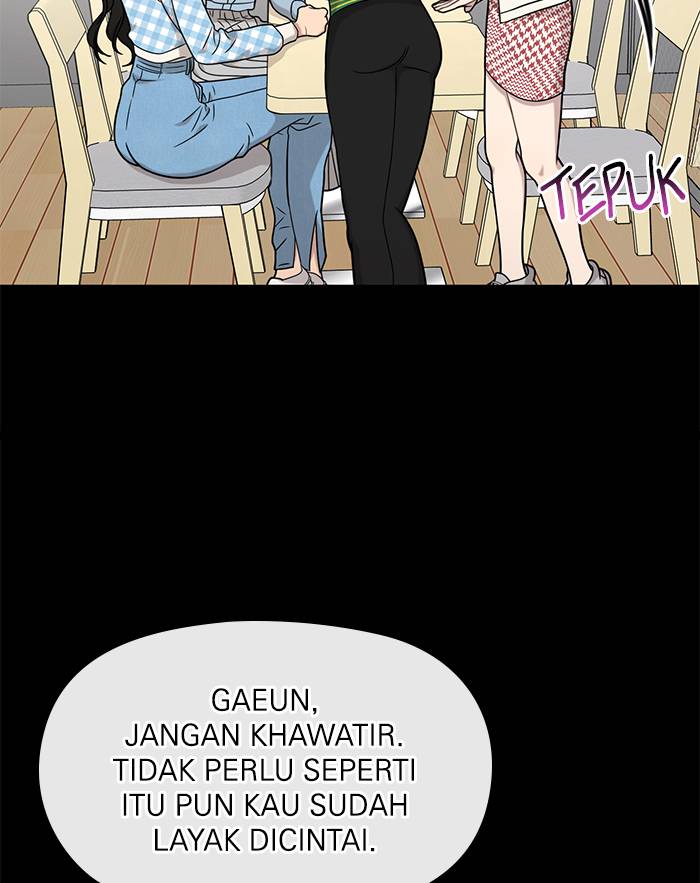 TEPUK
GAEUN,
JANGAN KHAWATIR.
TIDAK PERLU SEPERTI
ITU PUN KAU SUDAH
LAYAK DICINTAI.